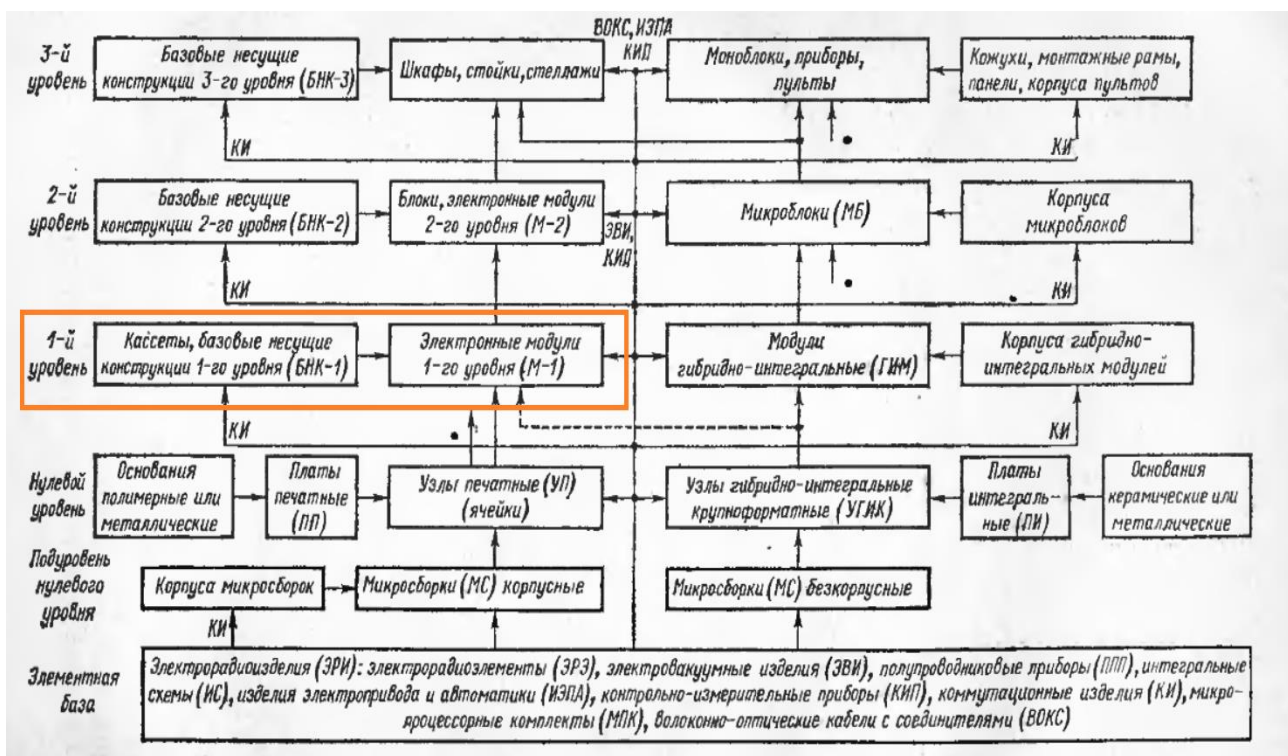 ВОКС, ИЭПА
КИП
3-й
уровень
Базовые несущие
конструкции 3-го уровня (БНК-3)
Шкафы, стойки, стеллажи
Моноблоки, приборы,
пульты
Кожухи, монтажные рамы,
панели, корпуса пультов
КИ
КИ
2-й
уровень
Базовые несущие
конструкции 2-го уровня (БНК-2)
Блоки, электронные модули
2-го уровня (М-2)
Микроблоки (МБ)
Корпуса
микроблоков
ЭВИ,
КИП
КИ
КИ
1-й
уровень
Кассеты, базовые несущие
конструкции 1-го уровня (БНК-1)
Электронные модули
1-го уровня (М-1)
Модули
гибридно-интегральные (ГИМ)
Корпуса гибридно-
интегральных модулей
КИ
КИ
Нулевой
уровень
Основания
полимерные или
металлические
Платы
печатные
(ПП)
Узлы печатные (УП)
(ячейки)
Узлы гибридно-интегральные
крупноформатные (УГИК)
Платы
интеграль-
ные (ПИ)
Основания
керамические или
металлические
Подуровень
нулевого
уровня
Корпуса микросборок
Микросборки (МС) корпусные
Микросборки (МС) безкорпусные
КИ
Элементная
база
Электрорадиоизделия (ЭРИ): электрорадиоэлементы (ЭРЭ), электровакуумные изделия (ЭВИ), полупроводниковые приборы (ППП), интегральные
схемы (ИС), изделия электропривода и автоматики (ИЭПА), контрольно-измерительные приборы (КИП), коммутационные изделия (КИ), микро-
процессорные комплекты (МПК), волоконно-оптические кабели с соединителями (ВОКС)